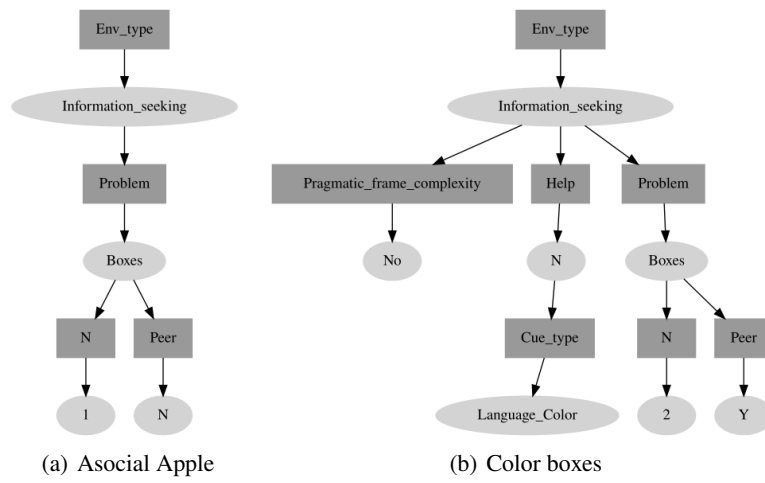 Env_type
Information_seeking
Problem
Boxes
N Peer
1 N
(a) Asocial Apple
Env_type
Information_seeking
Pragmatic_frame_complexity Help Problem
No N Boxes
Cue_type N Peer
Language_Color 2 Y
(b) Color boxes